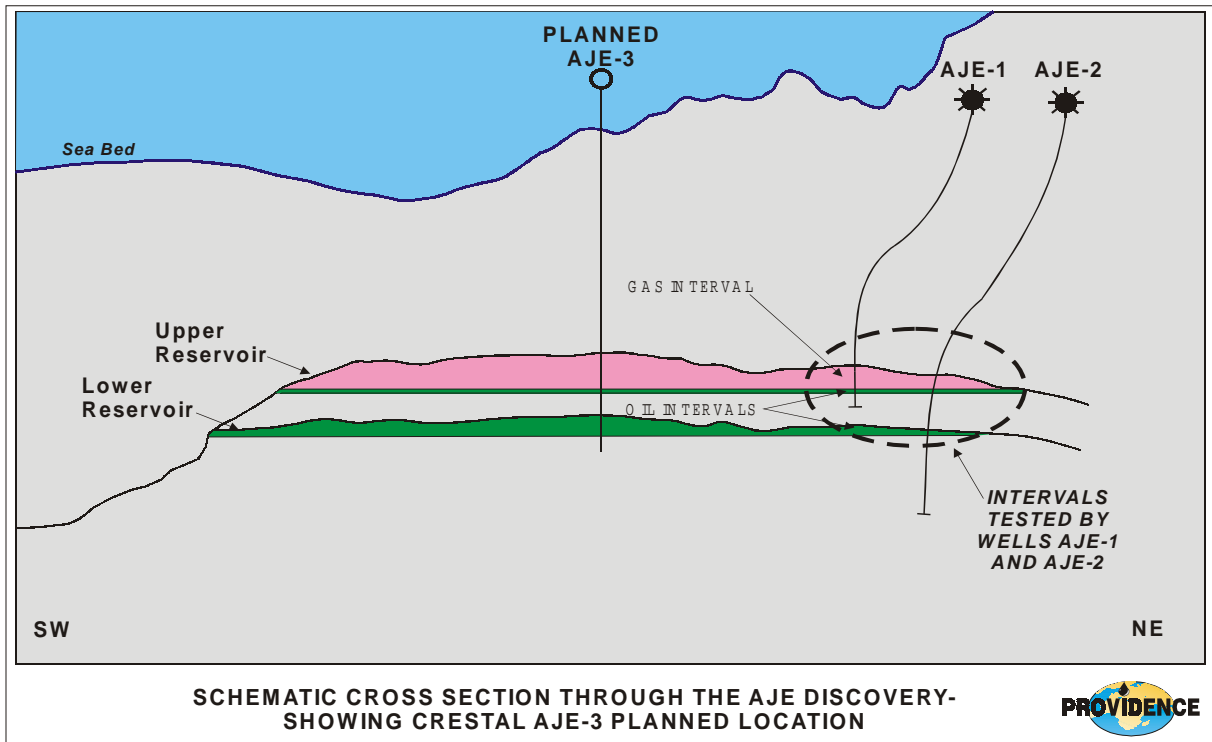 PLANNED
AJE-3
AJE-1
AJE-2
Sea Bed
GAS INTERVAL
Upper
Reservoir
Lower
Reservoir
OIL INTERVALS
INTERVALS
TESTED BY
WELLS AJE-1
AND AJE-2
SW
NE
SCHEMATIC CROSS SECTION THROUGH THE AJE DISCOVERY-
SHOWING CRESTAL AJE-3 PLANNED LOCATION
PROVIDENCE